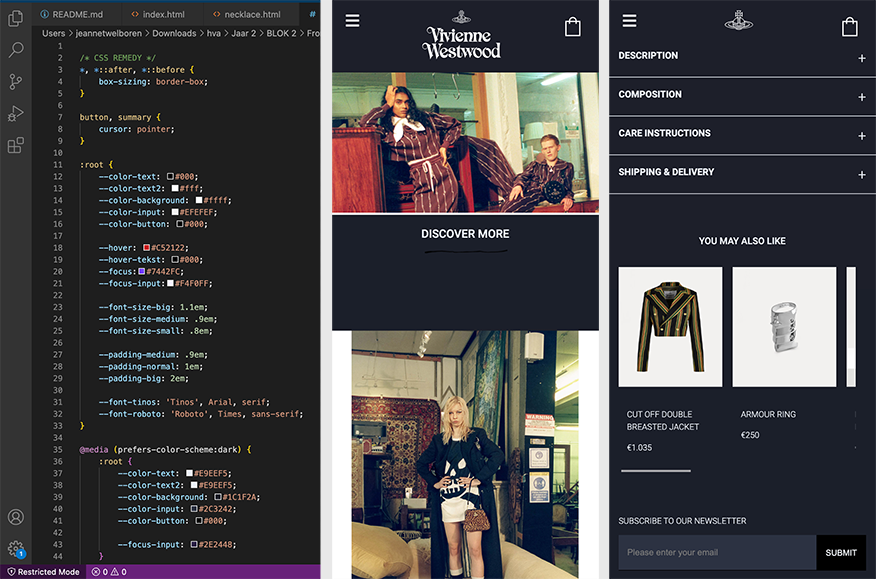 README.md
index.html
necklace.html
#
Users > jeannetwelboren > Downloads > hva > Jaar 2 > BLOK 2 > Fro
1
2 /* CSS REMEDY */
3 *, *::after, *::before {
4 box-sizing: border-box;
5 }
6
7 button, summary {
8 cursor: pointer;
9 }
10
11 :root {
12 --color-text: #000;
13 --color-text2: #fff;
14 --color-background: #ffff;
15 --color-input: #EFEFEF;
16 --color-button: #000;
17
18 --hover: #C52122;
19 --hover-tekst: #000;
20 --focus: #7442FC;
21 --focus-input: #F4F0FF;
22
23 --font-size-big: 1.1em;
24 --font-size-medium: .9em;
25 --font-size-small: .8em;
26
27 --padding-medium: .9em;
28 --padding-normal: 1em;
29 --padding-big: 2em;
30
31 --font-tinos: 'Tinos', Arial, serif;
32 --font-roboto: 'Roboto', Times, sans-serif;
33 }
34
35 @media (prefers-color-scheme:dark) {
36 :root {
37 --color-text: #E9EEF5;
38 --color-text2: #E9EEF5;
39 --color-background: #1C1F2A;
40 --color-input: #2C3242;
41 --color-button: #000;
42
43 --focus-input: #2E2448;
44 }
1
Restricted Mode
0
0
Vivienne
Westwood
DISCOVER MORE
WARNING
DESCRIPTION +
COMPOSITION +
CARE INSTRUCTIONS +
SHIPPING & DELIVERY +
YOU MAY ALSO LIKE
CUT OFF DOUBLE
BREASTED JACKET
€1.035
ARMOUR RING
€250
SUBSCRIBE TO OUR NEWSLETTER
Please enter your email
SUBMIT